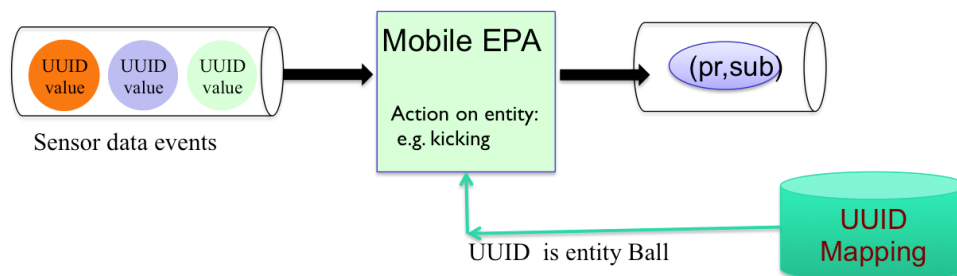 UUID value
UUID value
UUID value
Sensor data events
Mobile EPA
Action on entity:
e.g. kicking
(pr,sub)
UUID is entity Ball
UUID
Mapping